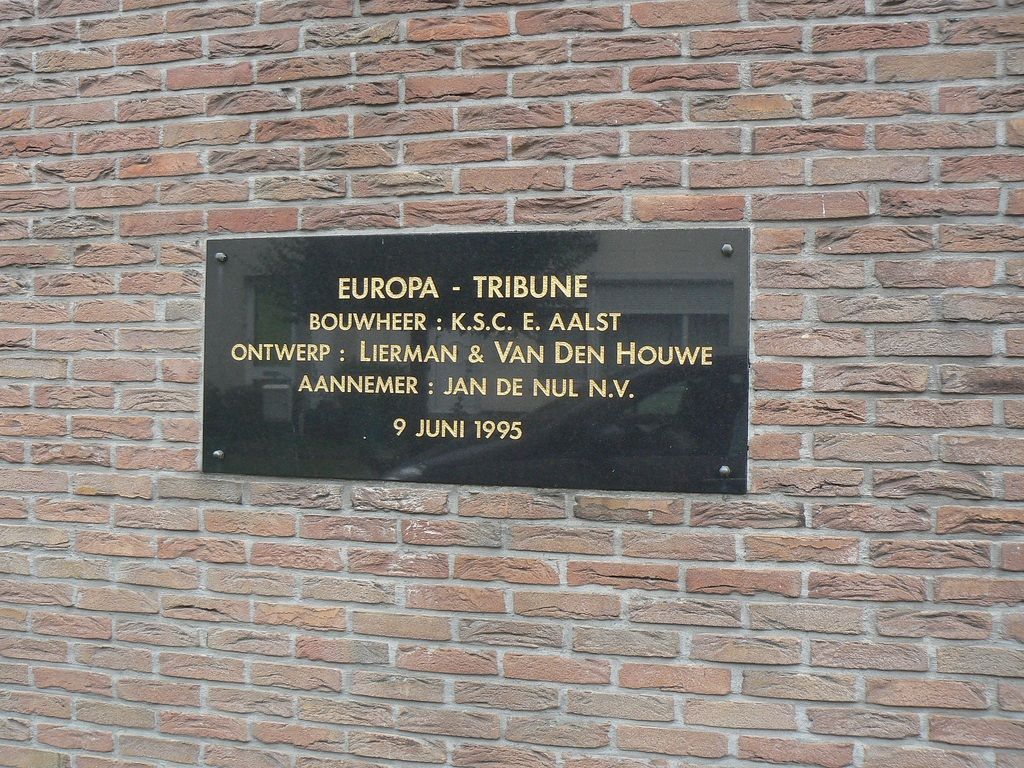 EUROPA - TRIBUNE
BOUWHEER : K.S.C. E. AALST
ONTWERP : LIERMAN & VAN DEN HOUWE
AANNEMER : JAN DE NUL N.V.
9 JUNI 1995